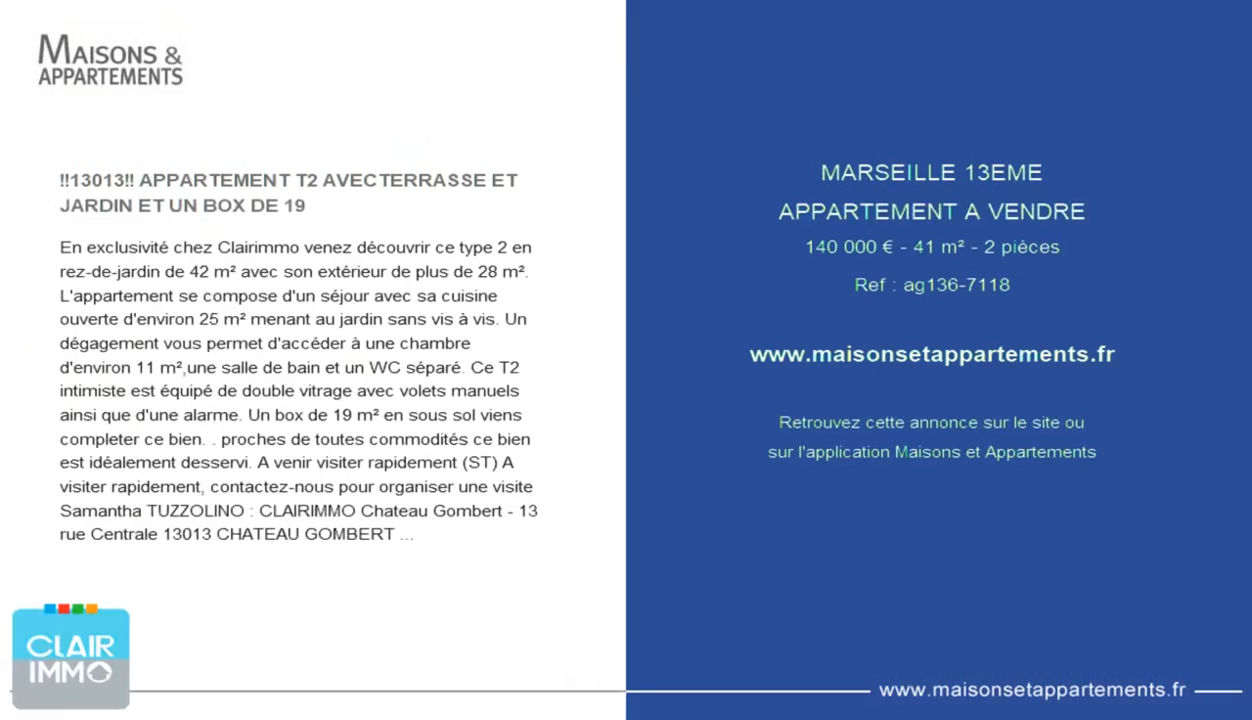 MAISONS &
APPARTEMENTS
!!13013!! APPARTEMENT T2 AVECTERRASSE ET
JARDIN ET UN BOX DE 19
En exclusivité chez Clairimmo venez découvrir ce type 2 en
rez-de-jardin de 42 m² avec son extérieur de plus de 28 m².
L'appartement se compose d'un séjour avec sa cuisine
ouverte d'environ 25 m² menant au jardin sans vis à vis. Un
dégagement vous permet d'accéder à une chambre
d'environ 11 m²,une salle de bain et un WC séparé. Ce T2
intimiste est équipé de double vitrage avec volets manuels
ainsi que d'une alarme. Un box de 19 m² en sous sol viens
completer ce bien. . proches de toutes commodités ce bien
est idéalement desservi. A venir visiter rapidement (ST) A
visiter rapidement, contactez-nous pour organiser une visite
Samantha TUZZOLINO : CLAIRIMMO Chateau Gombert - 13
rue Centrale 13013 CHATEAU GOMBERT ...
CLAIR
IMMO
MARSEILLE 13EME
APPARTEMENT A VENDRE
140 000 € - 41 m² - 2 pièces
Ref : ag136-7118
www.maisonsetappartements.fr
Retrouvez cette annonce sur le site ou
sur l'application Maisons et Appartements
www.maisonsetappartements.fr